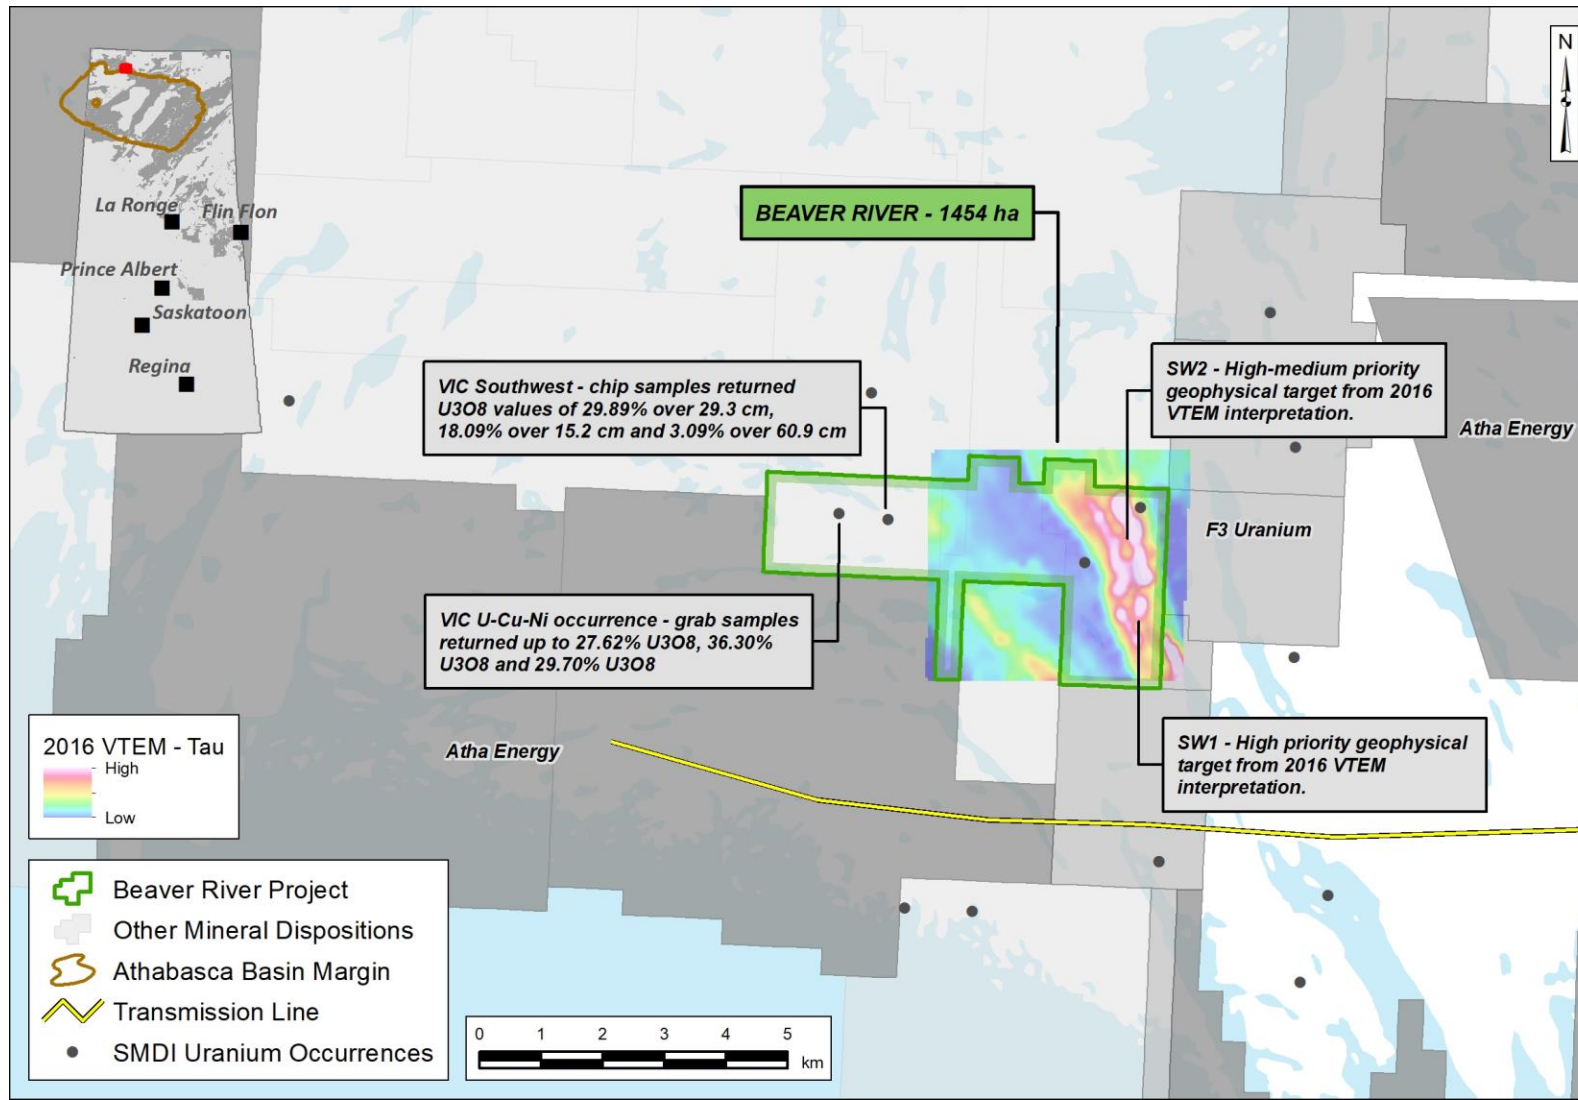 N
La Ronge
Flin Flon
Prince Albert
Saskatoon
Regina
BEAVER RIVER - 1454 ha
VIC Southwest - chip samples returned
U3O8 values of 29.89% over 29.3 cm,
18.09% over 15.2 cm and 3.09% over 60.9 cm
SW2 - High-medium priority
geophysical target from 2016
VTEM interpretation.
Atha Energy
F3 Uranium
VIC U-Cu-Ni occurrence - grab samples
returned up to 27.62% U3O8, 36.30%
U3O8 and 29.70% U3O8
Atha Energy
SW1 - High priority geophysical
target from 2016 VTEM
interpretation.
2016 VTEM - Tau
High
Low
Beaver River Project
Other Mineral Dispositions
Athabasca Basin Margin
Transmission Line
SMDI Uranium Occurrences
0 1 2 3 4 5
km